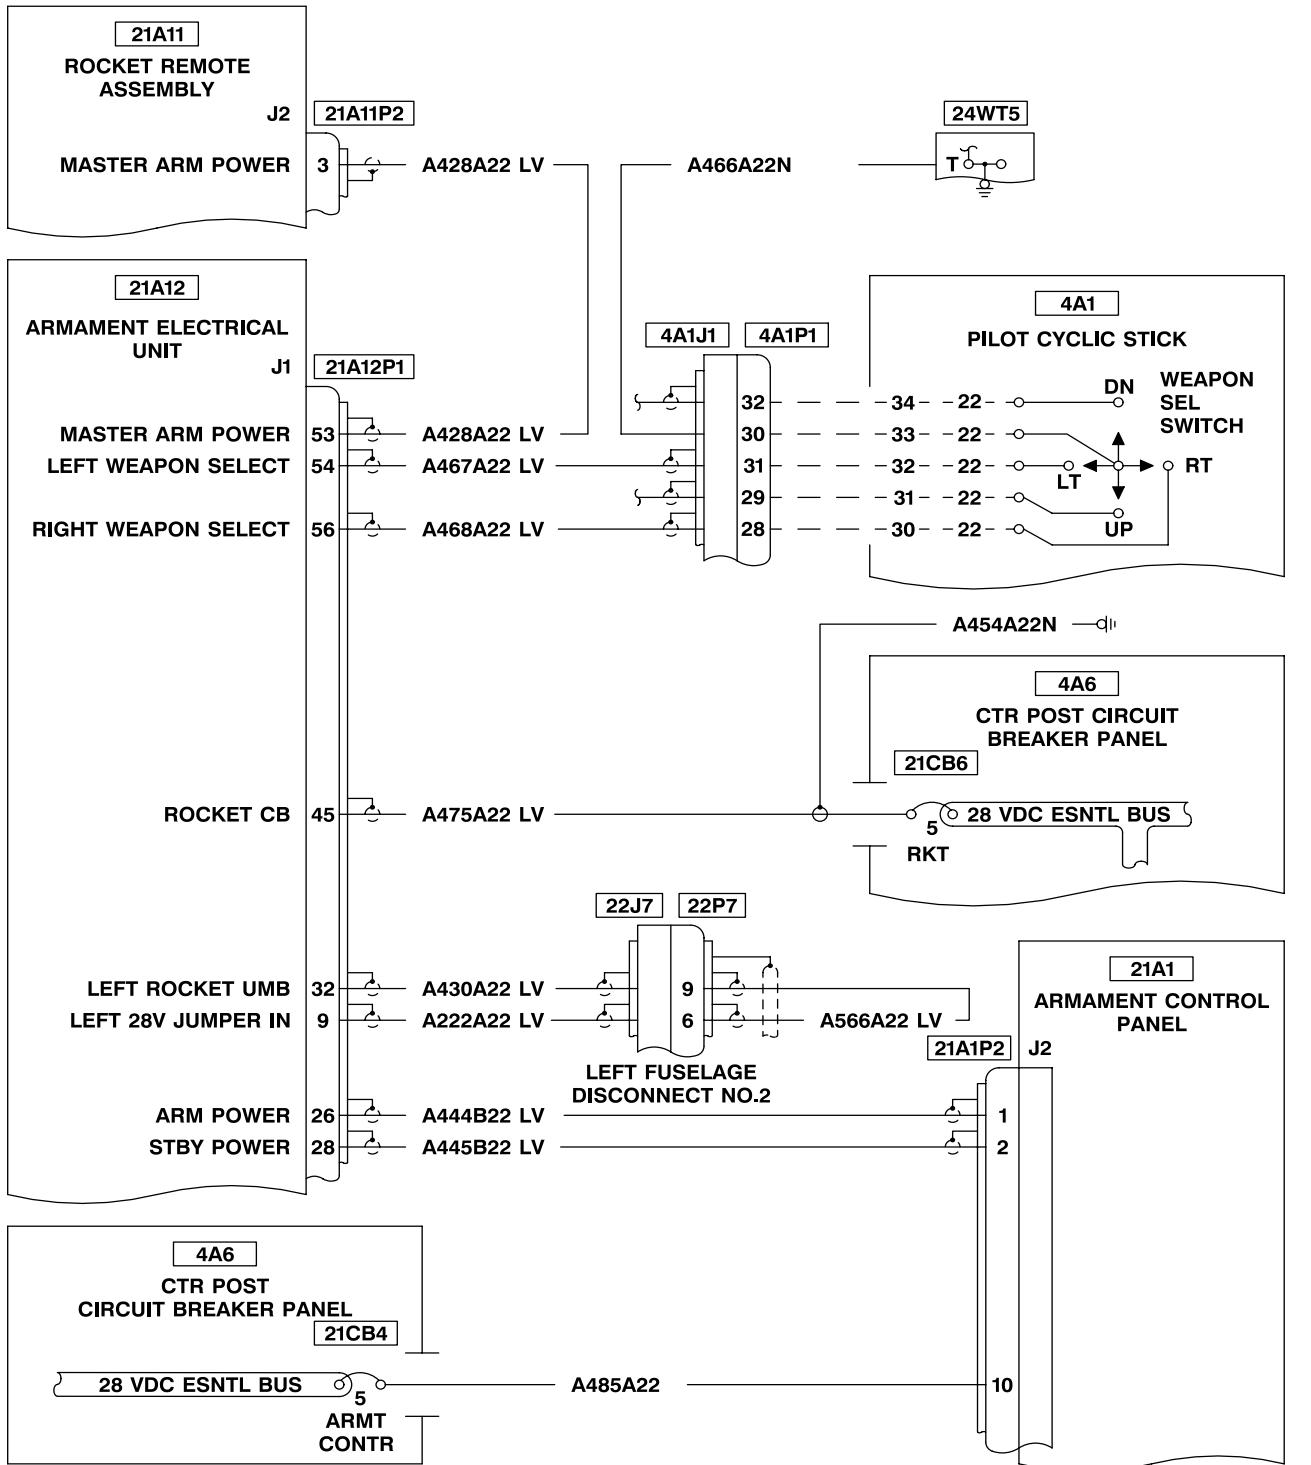 21A11
ROCKET REMOTE
ASSEMBLY
J2
21A11P2
MASTER ARM POWER 3 A428A22 LV
A466A22N
24WT5
T
21A12
ARMAMENT ELECTRICAL
UNIT
J1
21A12P1
MASTER ARM POWER 53 A428A22 LV
LEFT WEAPON SELECT 54 A467A22 LV
RIGHT WEAPON SELECT 56 A468A22 LV
4A1J1
4A1P1
32
30
31
29
28
4A1
PILOT CYCLIC STICK
34 22
33 22
32 22
31 22
30 22
DN
LT
RT
UP
WEAPON
SEL
SWITCH
A454A22N
4A6
CTR POST CIRCUIT
BREAKER PANEL
21CB6
ROCKET CB 45 A475A22 LV
5
28 VDC ESNTL BUS
RKT
22J7
22P7
LEFT ROCKET UMB 32 A430A22 LV 9
LEFT 28V JUMPER IN 9 A222A22 LV 6 A566A22 LV
LEFT FUSELAGE
DISCONNECT NO.2
21A1
ARMAMENT CONTROL
PANEL
21A1P2
J2
ARM POWER 26 A444B22 LV 1
STBY POWER 28 A445B22 LV 2
4A6
CTR POST
CIRCUIT BREAKER PANEL
21CB4
28 VDC ESNTL BUS
5
ARMT
CONTR
A485A22
10